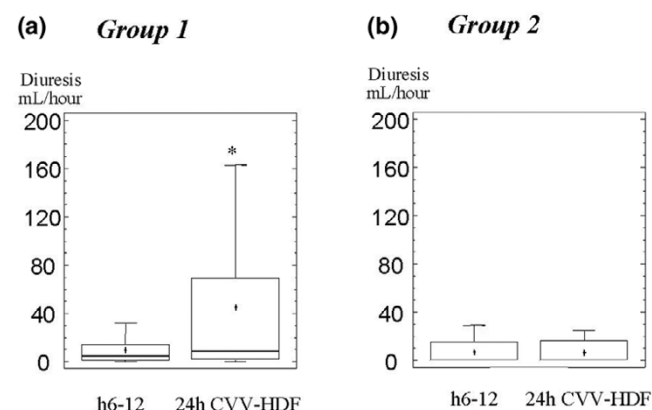 (a) Group 1
Diuresis
mL/hour
200
160
120
80
40
0
*
h6-12 24h CVV-HDF
(b) Group 2
Diuresis
mL/hour
200
160
120
80
40
0
h6-12 24h CVV-HDF